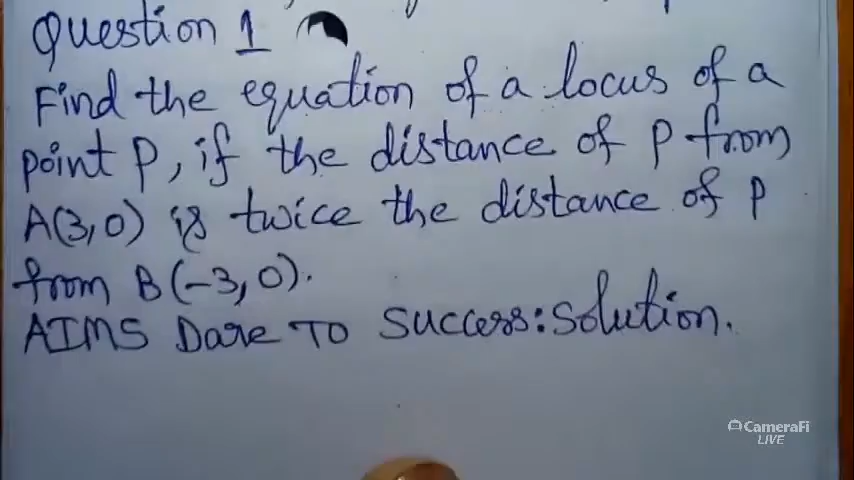 Question 1
Find the equation of a locus of a
point P, if the distance of P from
A(3,0) is twice the distance of P
from B(-3,0).
AIMS Dare To Success: Solution.
CameraFi
LIVE